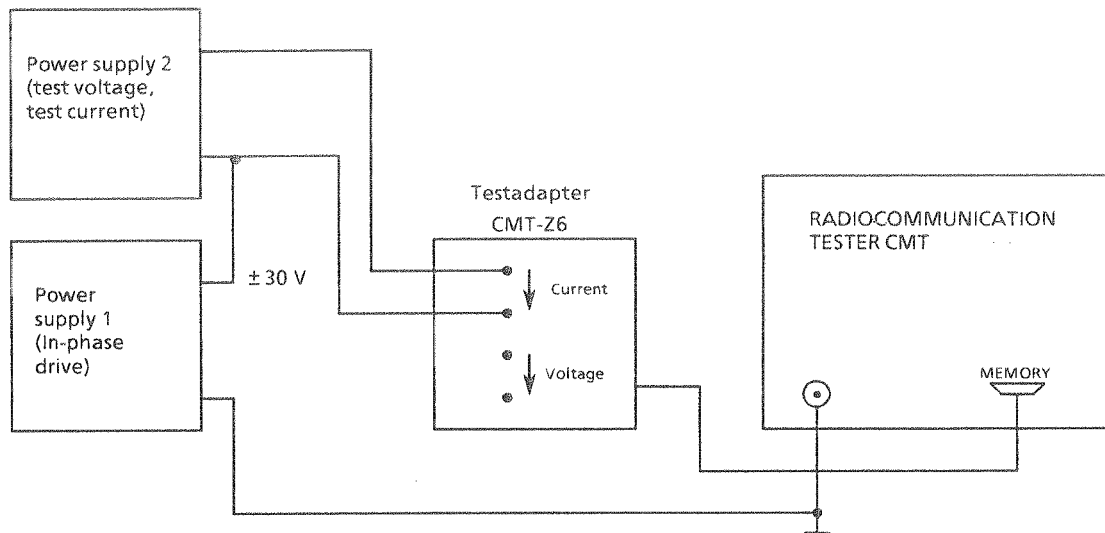 Power supply 2
(test voltage,
test current)
Power
supply 1
(In-phase
drive)
± 30 V
Testadapter
CMT-Z6
Current
Voltage
RADIOCOMMUNICATION
TESTER CMT
MEMORY